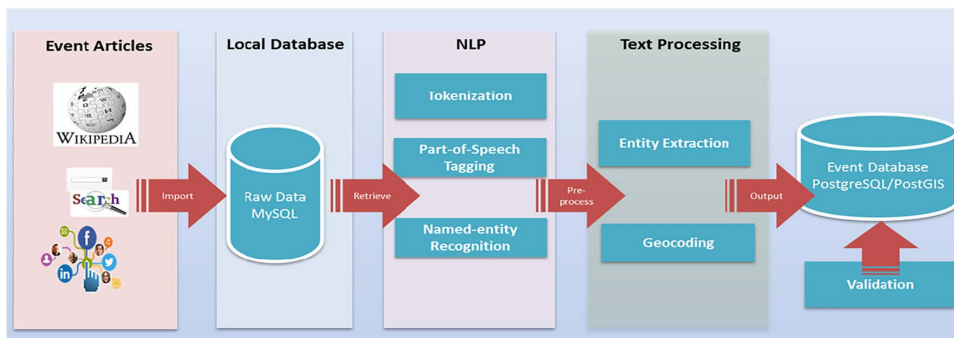 Event Articles
WIKIPEDIA
Search
Import
Local Database
Raw Data
MySQL
Retrieve
NLP
Tokenization
Part-of-Speech
Tagging
Named-entity
Recognition
Pre-
process
Text Processing
Entity Extraction
Geocoding
Output
Event Database
PostgreSQL/PostGIS
Validation